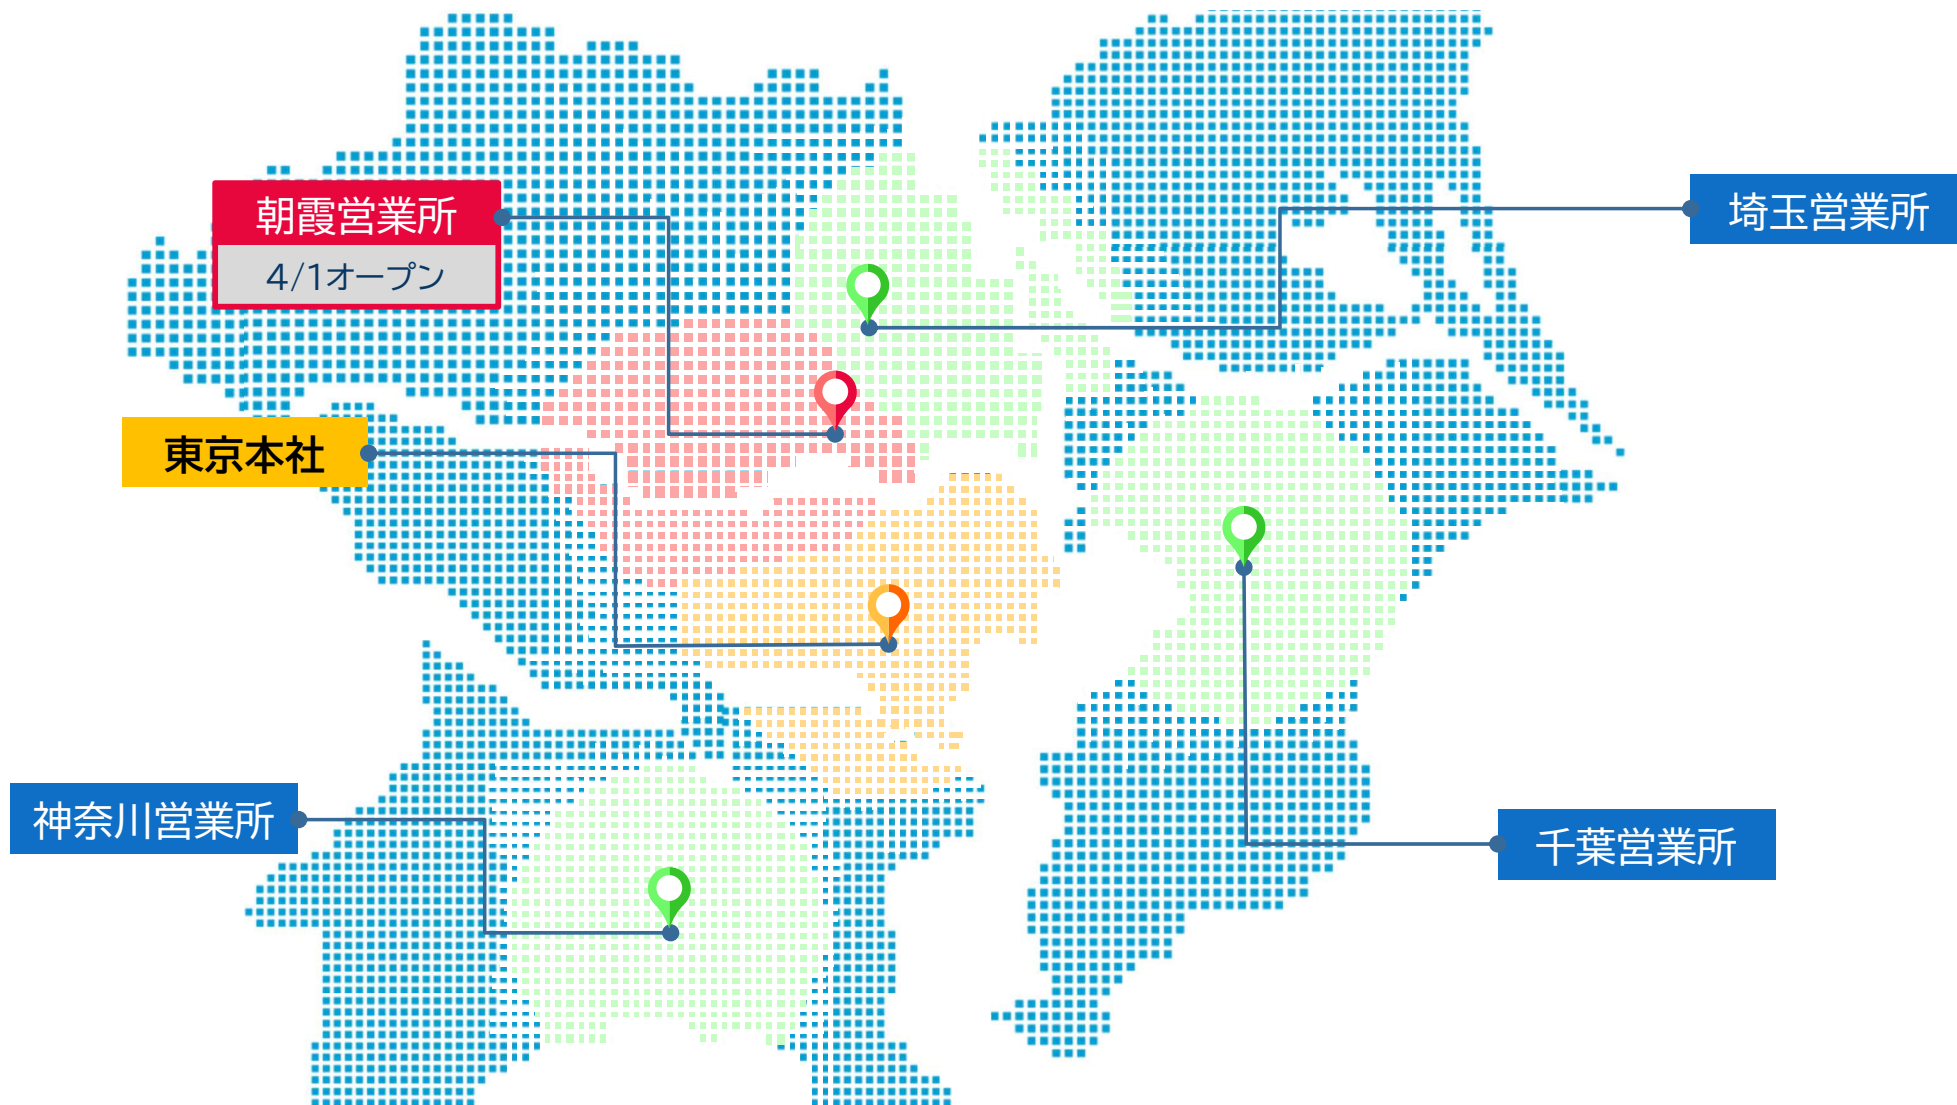 朝霞営業所
4/1オープン
埼玉営業所
東京本社
神奈川営業所
千葉営業所